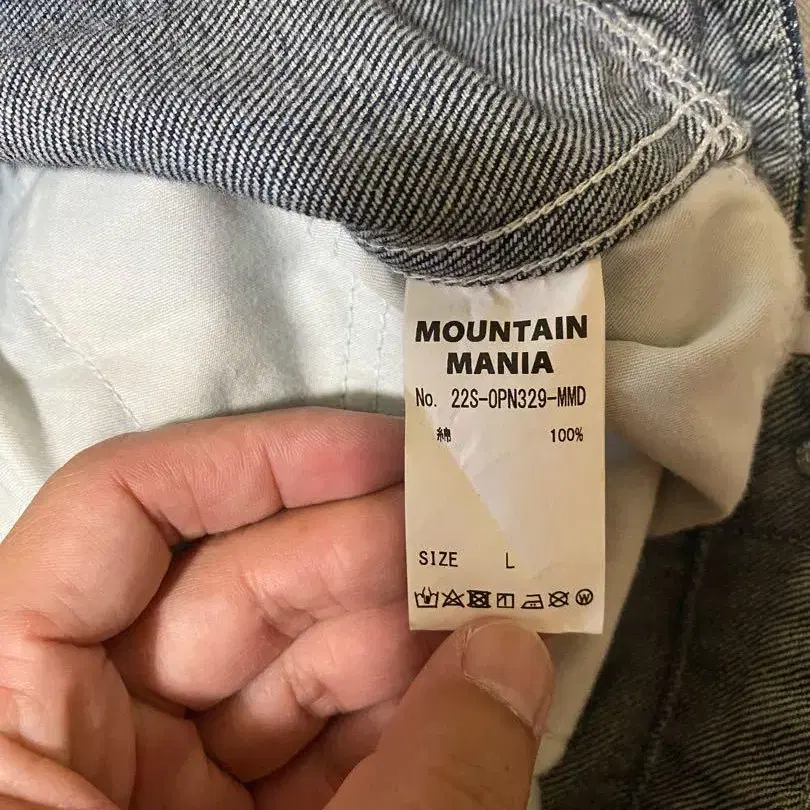 MOUNTAIN
MANIA
No. 22S-OPN329-MMD
綿 100%
SIZE L